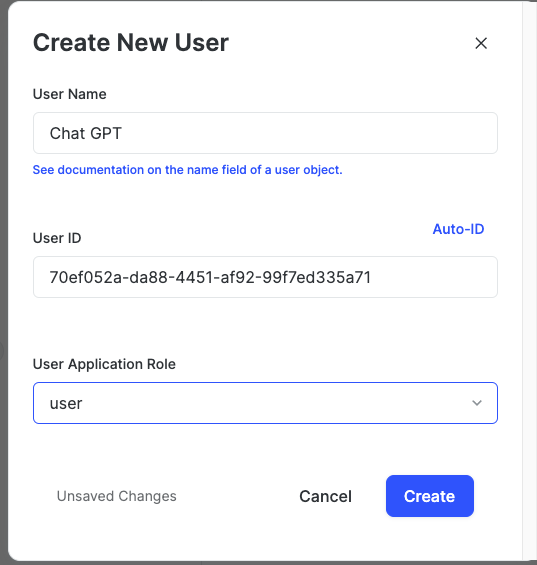 Create New User
User Name
Chat GPT
See documentation on the name field of a user object.
Auto-ID
User ID
70ef052a-da88-4451-af92-99f7ed335a71
User Application Role
user
Unsaved Changes
Cancel
Create